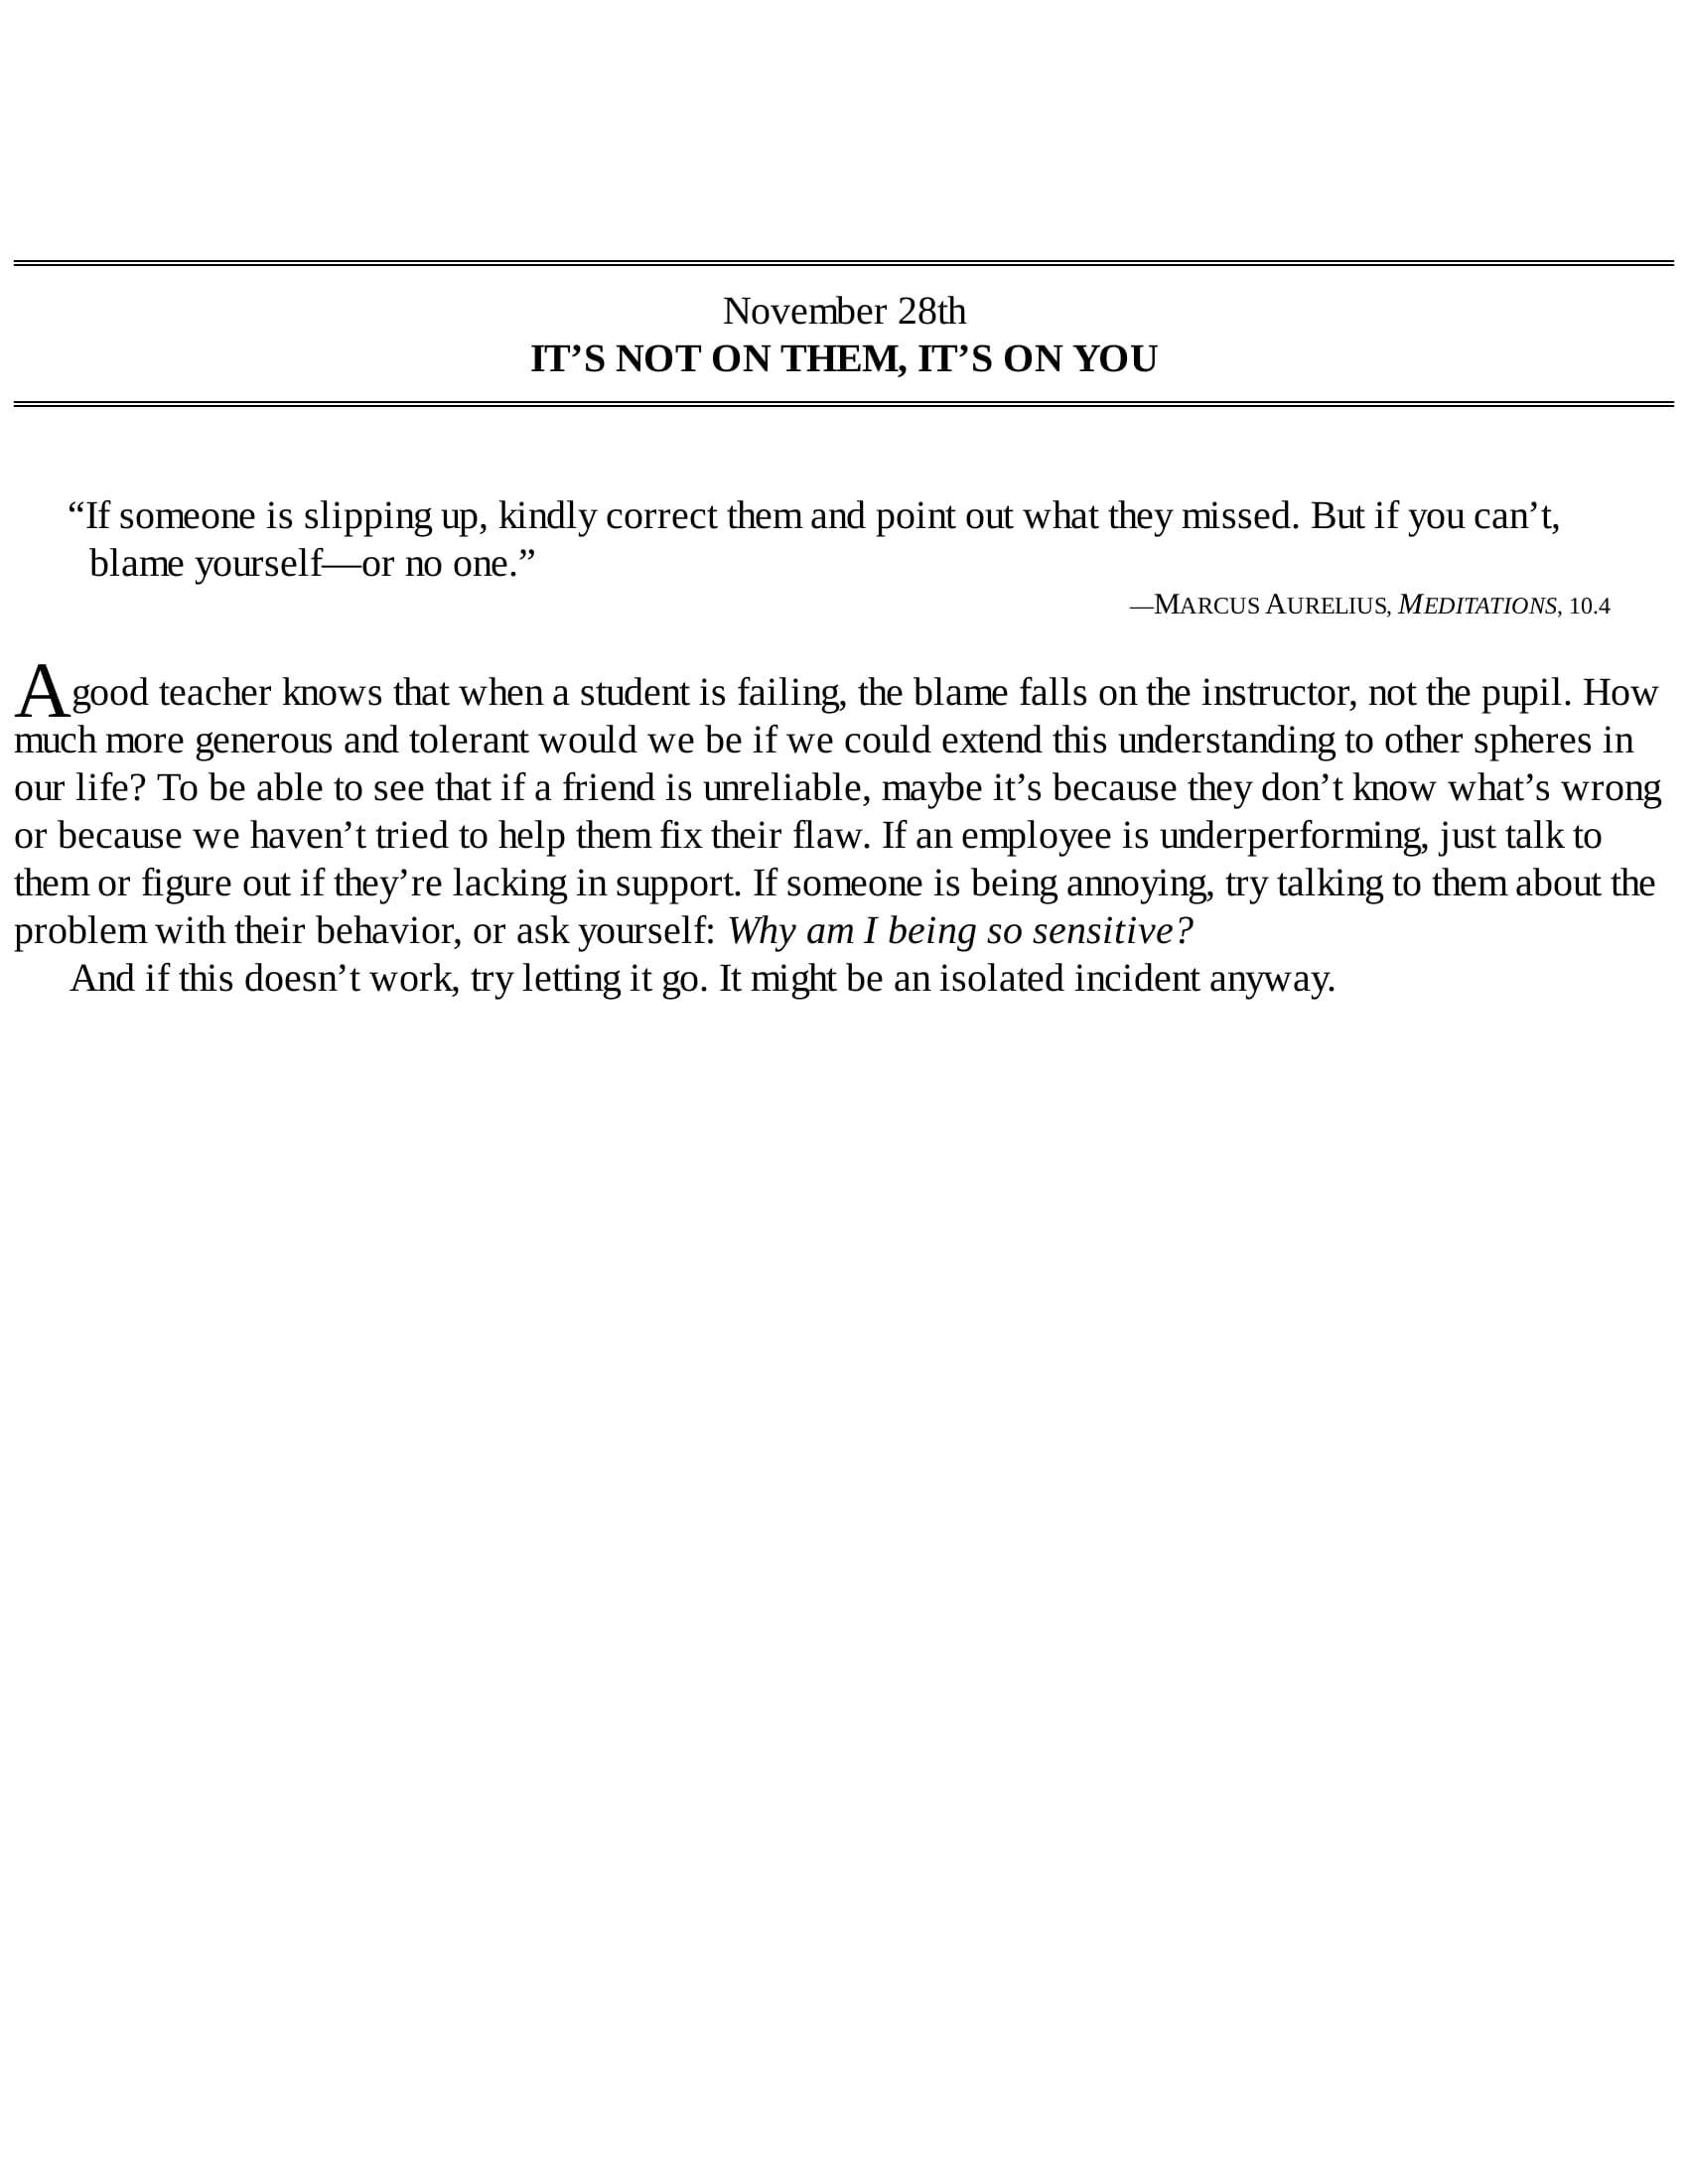 November 28th
IT’S NOT ON THEM, IT’S ON YOU
“If someone is slipping up, kindly correct them and point out what they missed. But if you can’t,
blame yourself—or no one.”
—MARCUS AURELIUS, MEDITATIONS, 10.4
A good teacher knows that when a student is failing, the blame falls on the instructor, not the pupil. How
much more generous and tolerant would we be if we could extend this understanding to other spheres in
our life? To be able to see that if a friend is unreliable, maybe it’s because they don’t know what’s wrong
or because we haven’t tried to help them fix their flaw. If an employee is underperforming, just talk to
them or figure out if they’re lacking in support. If someone is being annoying, try talking to them about the
problem with their behavior, or ask yourself: Why am I being so sensitive?
And if this doesn’t work, try letting it go. It might be an isolated incident anyway.